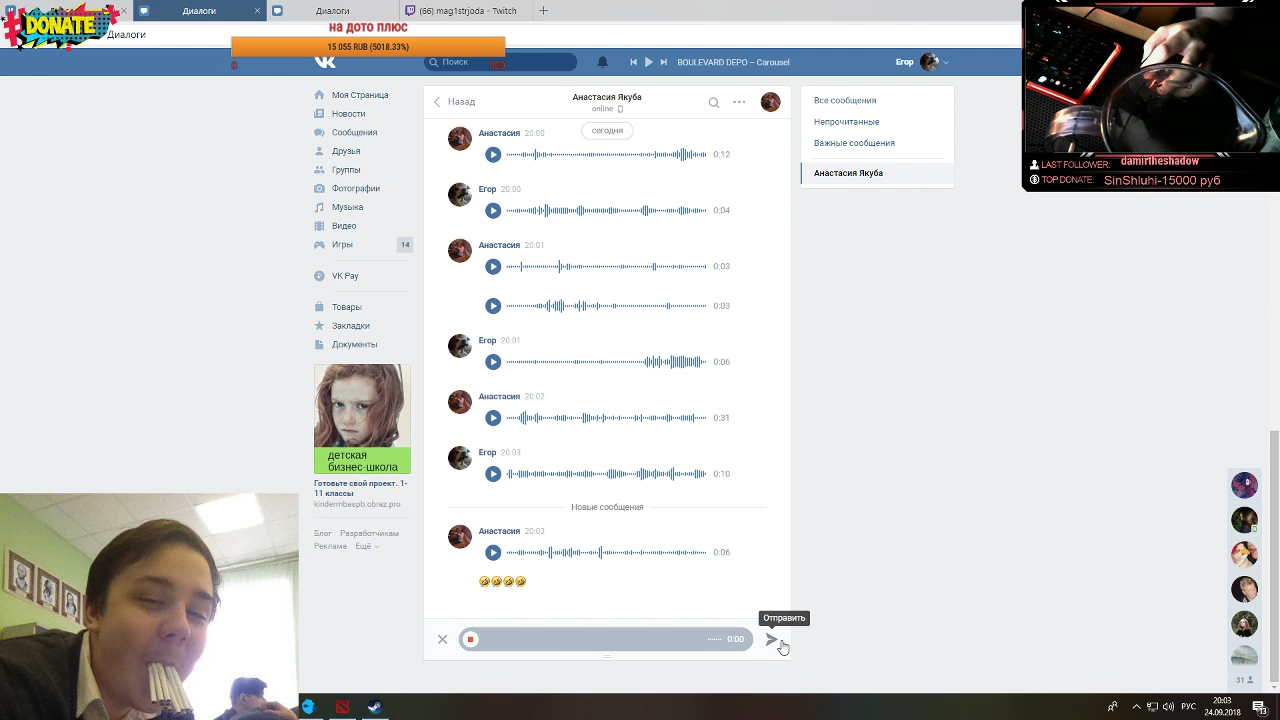 DONATE
Диалоги
Диалоги
(66) mag1strjoda - Twitch
Диалоги
на дото плюс
15 055 RUB (5018.33%)
0
300
Поиск
BOULEVARD DEPO – Carousel
Егор
Моя Страница
Новости
Сообщения
Друзья
Группы
Фотографии
Музыка
Видео
Игры
14
VK Pay
Товары
Закладки
Документы
детская
бизнес-школа
Готовьте свой проект. 1-
11 классы
kindermbaspb.obraz.pro
Блог Разработчикам
Реклама Ещё
Назад
Анастасия Якуба
online
сегодня
Анастасия 20:00
0:12
Егор 20:00
0:04
Анастасия 20:01
0:03
0:03
Егор 20:01
0:06
Анастасия 20:02
0:31
Егор 20:03
0:10
Новые сообщения
Анастасия 20:03
0:06
Отправить
0:00
Все сообщения
Непрочитанные
Важные сообщения
Анастасия Якуба
LAST FOLLOWER: damirtheshadow
TOP DONATE: SinShluhi-15000 руб
31
РУС
20:03
24.09.2018